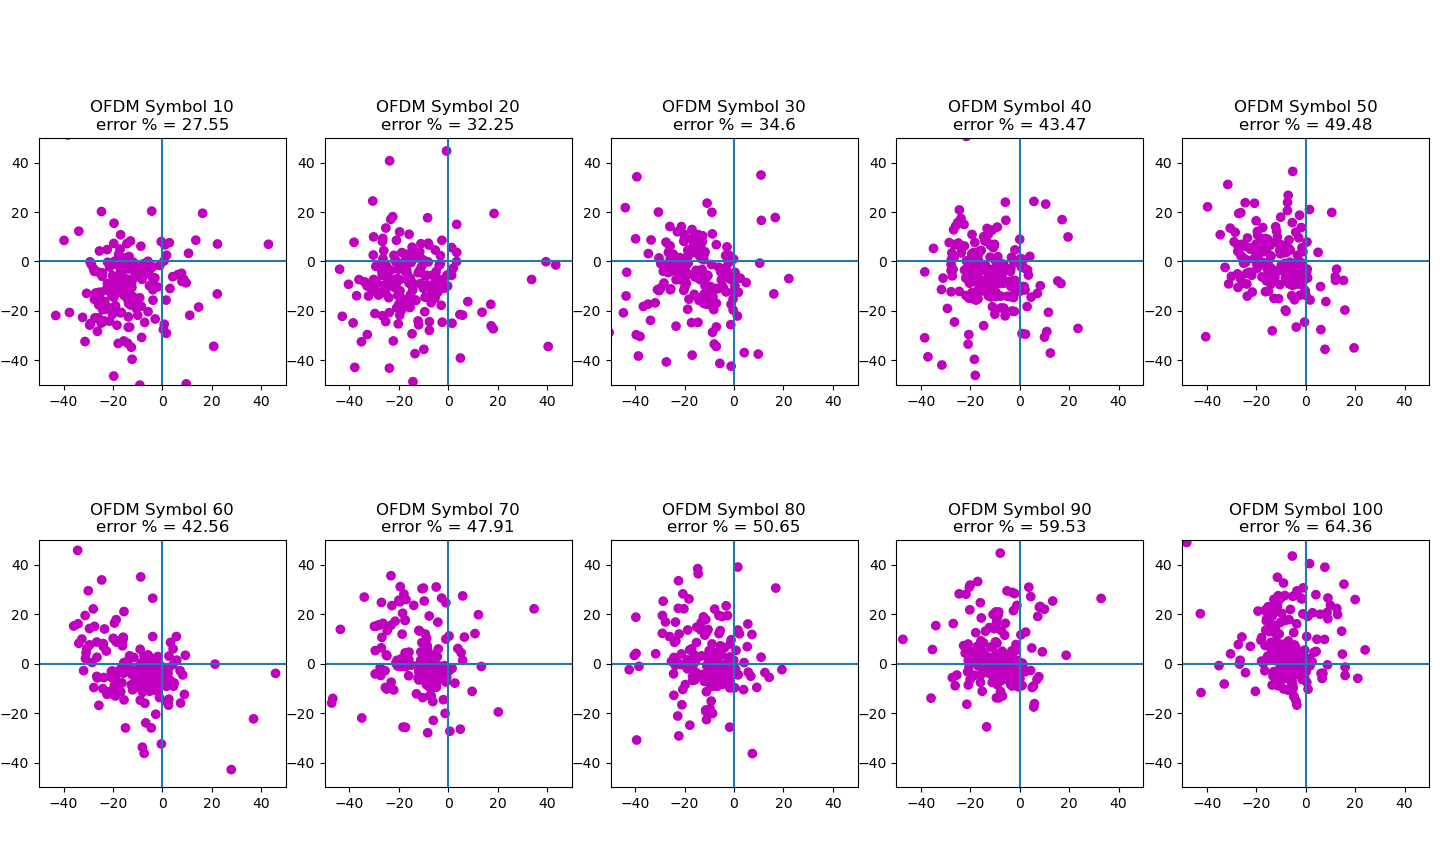 OFDM Symbol 10
error % = 27.55
OFDM Symbol 20
error % = 32.25
OFDM Symbol 30
error % = 34.6
OFDM Symbol 40
error % = 43.47
OFDM Symbol 50
error % = 49.48
40
20
0
−20
−40
−40 −20 0 20 40
40
20
0
−20
−40
−40 −20 0 20 40
40
20
0
−20
−40
−40 −20 0 20 40
40
20
0
−20
−40
−40 −20 0 20 40
40
20
0
−20
−40
−40 −20 0 20 40
OFDM Symbol 60
error % = 42.56
OFDM Symbol 70
error % = 47.91
OFDM Symbol 80
error % = 50.65
OFDM Symbol 90
error % = 59.53
OFDM Symbol 100
error % = 64.36
40
20
0
−20
−40
−40 −20 0 20 40
40
20
0
−20
−40
−40 −20 0 20 40
40
20
0
−20
−40
−40 −20 0 20 40
40
20
0
−20
−40
−40 −20 0 20 40
40
20
0
−20
−40
−40 −20 0 20 40